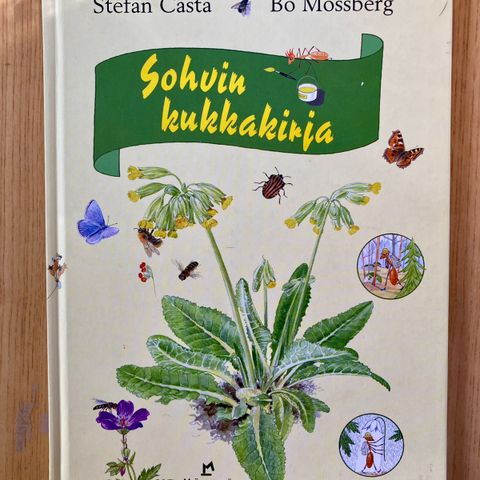 Stefan Casta Bo Mossberg
Sohvin
kukkakirja